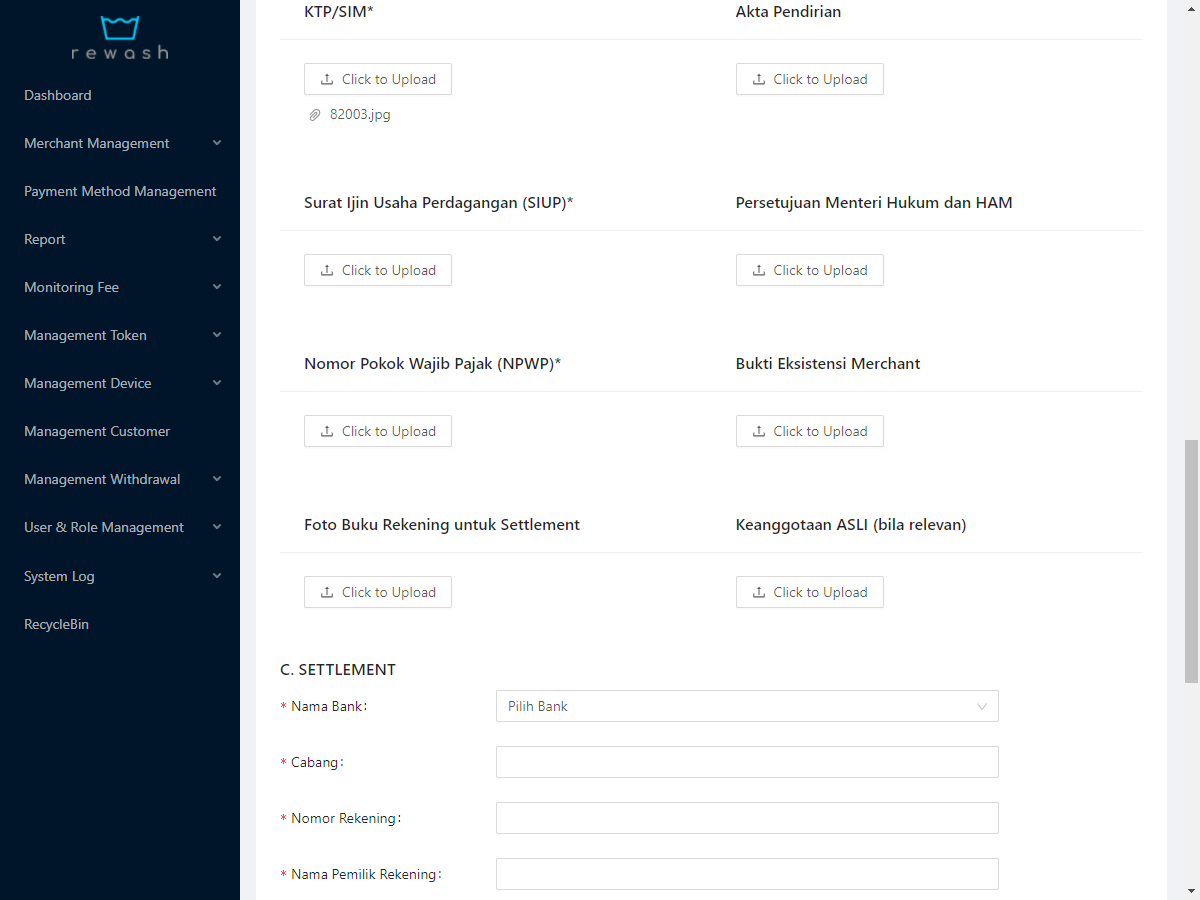 rewash
Dashboard
Merchant Management
Payment Method Management
Report
Monitoring Fee
Management Token
Management Device
Management Customer
Management Withdrawal
User & Role Management
System Log
RecycleBin
KTP/SIM* Akta Pendirian
Click to Upload Click to Upload
82003.jpg
Surat Ijin Usaha Perdagangan (SIUP)* Persetujuan Menteri Hukum dan HAM
Click to Upload Click to Upload
Nomor Pokok Wajib Pajak (NPWP)* Bukti Eksistensi Merchant
Click to Upload Click to Upload
Foto Buku Rekening untuk Settlement Keanggotaan ASLI (bila relevan)
Click to Upload Click to Upload
C. SETTLEMENT
* Nama Bank: Pilih Bank
* Cabang:
* Nomor Rekening:
* Nama Pemilik Rekening: